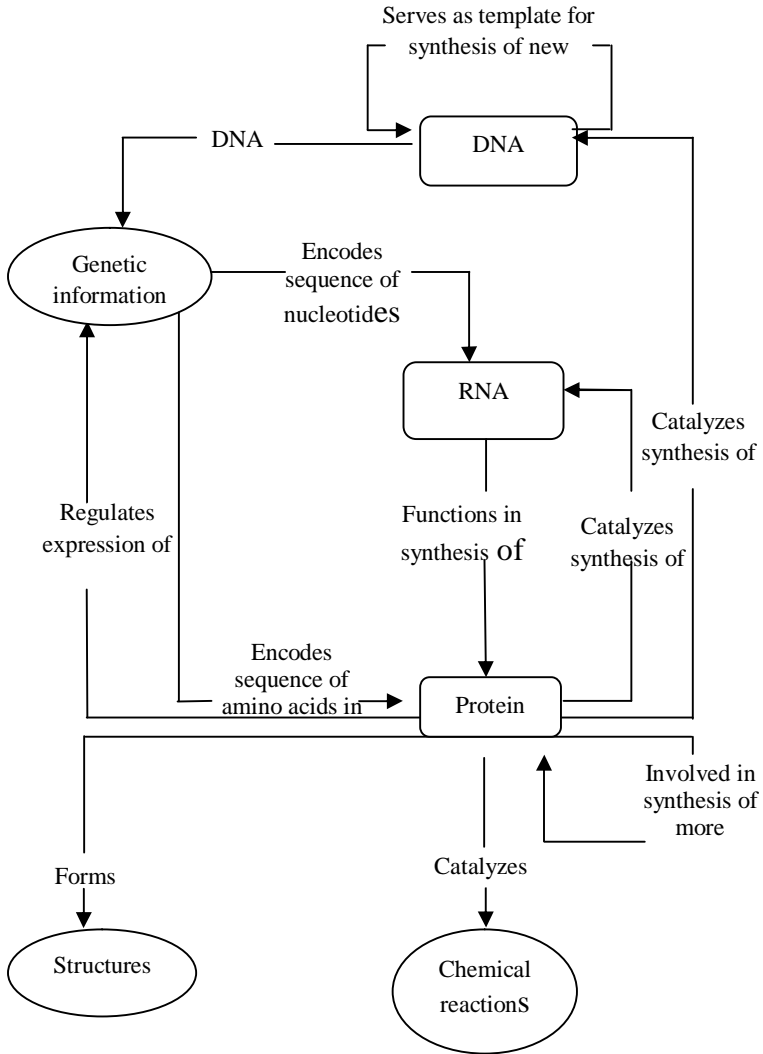 Serves as template for
synthesis of new
DNA
DNA
Genetic
information
Encodes
sequence of
nucleotides
RNA
Catalyzes
synthesis of
Regulates
expression of
Functions in
synthesis of
Catalyzes
synthesis of
Encodes
sequence of
amino acids in
Protein
Involved in
synthesis of
more
Forms
Catalyzes
Structures
Chemical
reactions